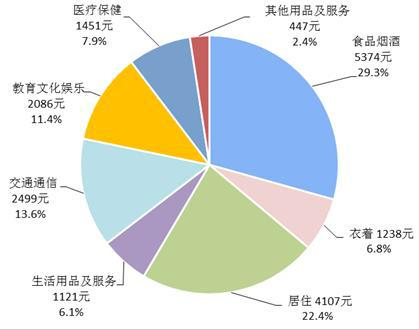 医疗保健
1451元
7.9%
其他用品及服务
447元
2.4%
食品烟酒
5374元
29.3%
教育文化娱乐
2086元
11.4%
交通通信
2499元
13.6%
衣着 1238元
6.8%
生活用品及服务
1121元
6.1%
居住 4107元
22.4%